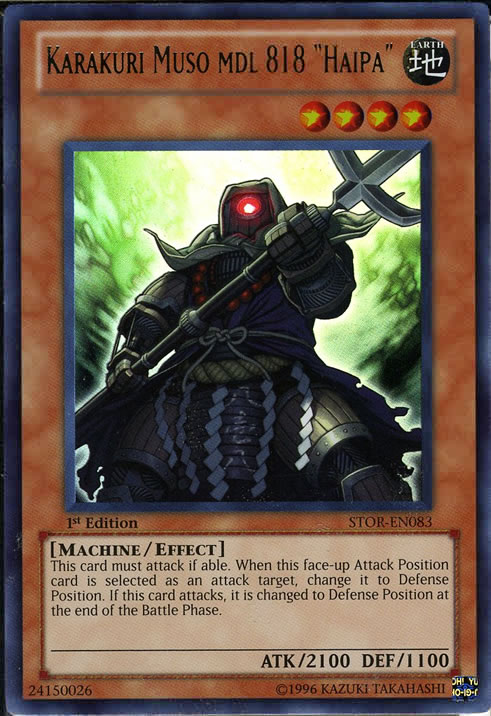 KARAKURI MUSO MDL 818 "HAIPA"
EARTH
地
1st Edition
STOR-EN083
[MACHINE/EFFECT]
This card must attack if able. When this face-up Attack Position
card is selected as an attack target, change it to Defense
Position. If this card attacks, it is changed to Defense Position at
the end of the Battle Phase.
ATK/2100 DEF/1100
24150026
©1996 KAZUKI TAKAHASHI